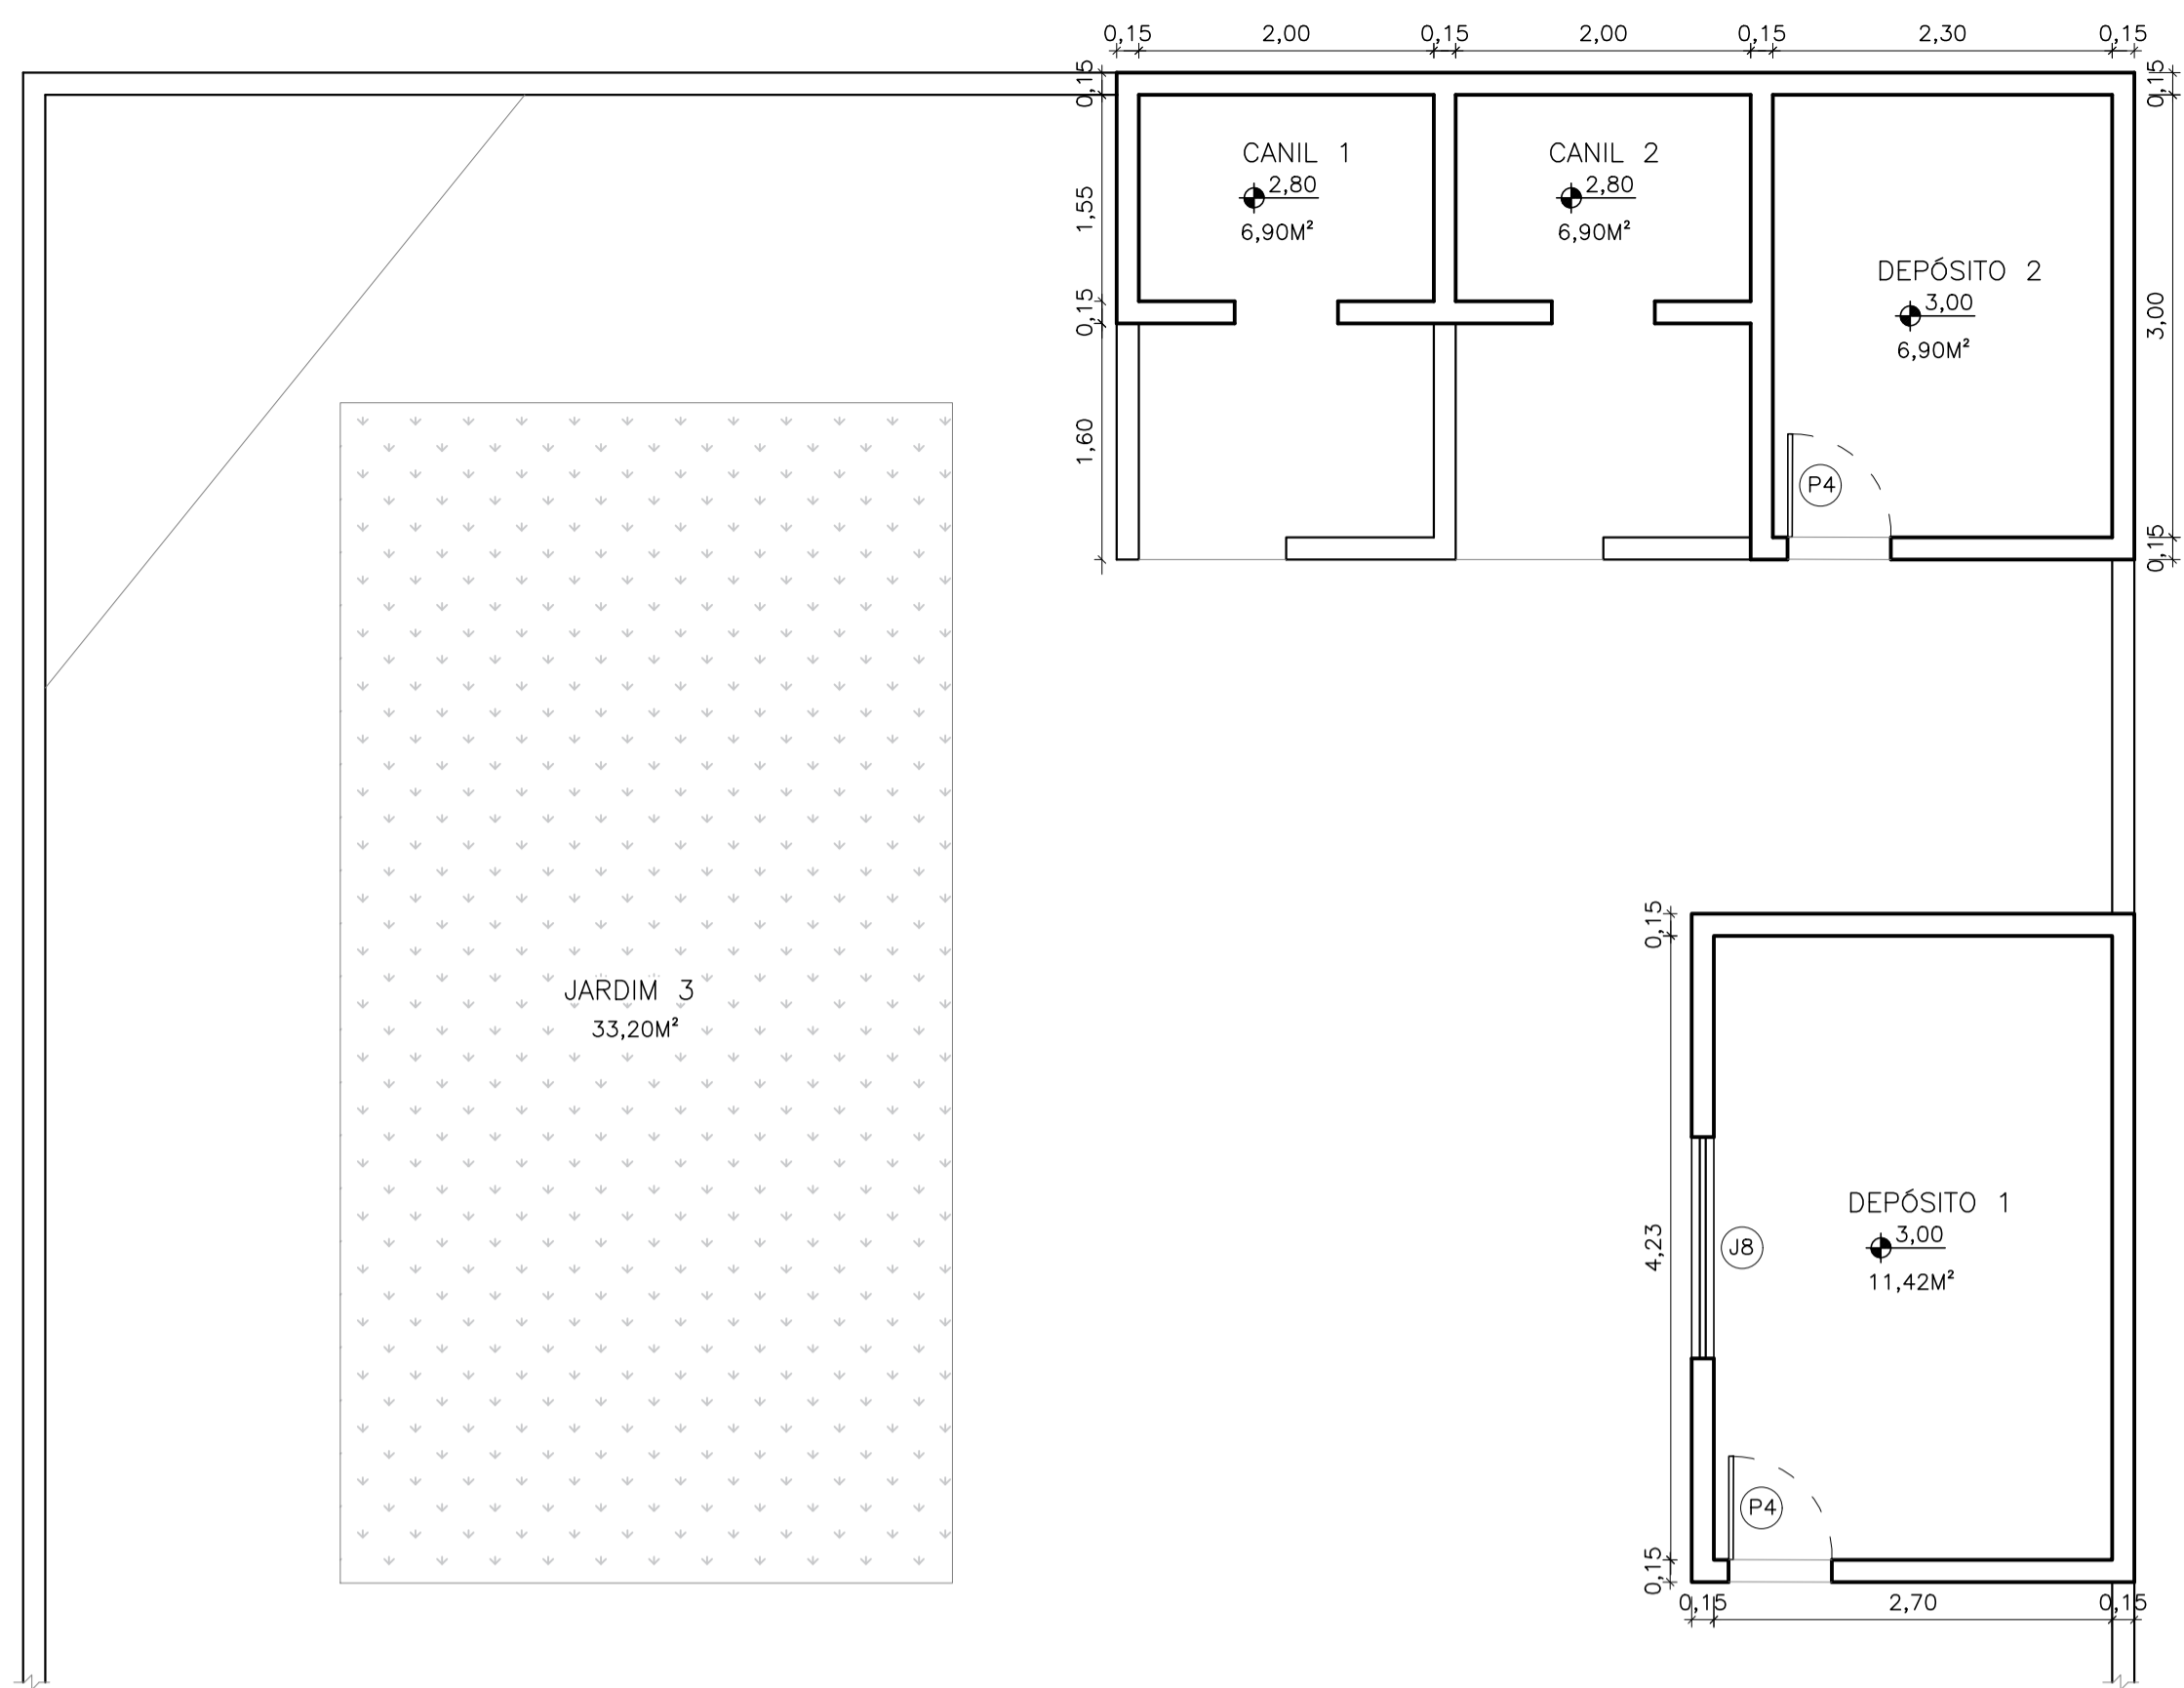 0,15 2,00 0,15 2,00 0,15 2,30 0,15
0,15
1,55
0,15
1,60
CANIL 1
2,80
6,90M²
CANIL 2
2,80
6,90M²
DEPÓSITO 2
3,00
6,90M²
P4
0,15
3,00
0,15
JARDIM 3
33,20M²
0,15
4,23
0,15
DEPÓSITO 1
3,00
11,42M²
J8
P4
0,15 2,70 0,15